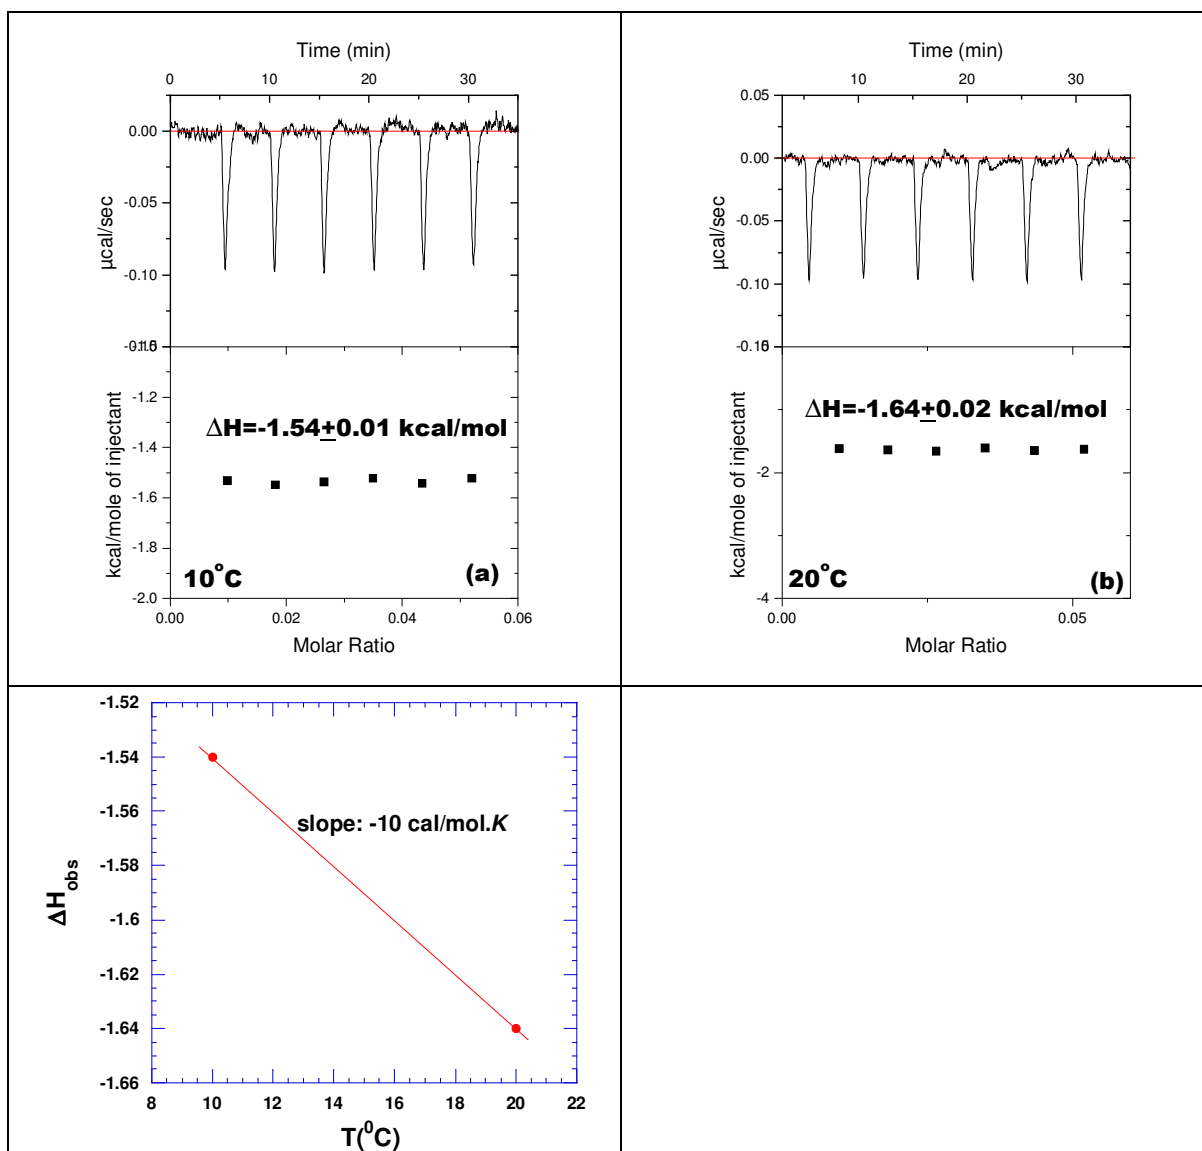 Time (min)
0 10 20 30
0.00
-0.05
-0.10
-0.15
µcal/sec
-1.2
-1.4
-1.6
-1.8
-2.0
kcal/mole of injectant
ΔH=-1.54±0.01 kcal/mol
10°C
(a)
0.00 0.02 0.04 0.06
Molar Ratio
Time (min)
10 20 30
0.05
0.00
-0.05
-0.10
-0.15
µcal/sec
-2
-4
kcal/mole of injectant
ΔH=-1.64±0.02 kcal/mol
20°C
(b)
0.00 0.05
Molar Ratio
-1.52
-1.54
-1.56
-1.58
-1.6
-1.62
-1.64
-1.66
ΔHobs
slope: -10 cal/mol.K
8 10 12 14 16 18 20 22
T(⁰C)